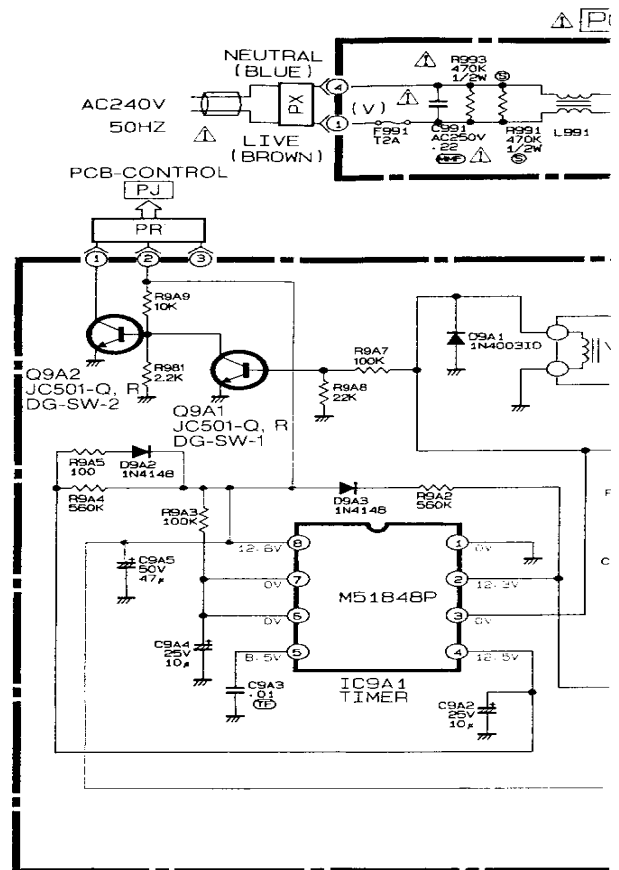 NEUTRAL
(BLUE)
AC240V
50HZ
PX
4
1
(V)
LIVE
(BROWN)
F991
T2A
C991
AC250V
.22
MMF
R993
470K
1/2W
S
R991
470K
1/2W
S
L991
PCB-CONTROL
PJ
PR
1
2
3
R9A9
10K
R981
2.2K
Q9A2
JC501-Q, R
DG-SW-2
Q9A1
JC501-Q, R
DG-SW-1
R9A7
100K
R9A8
22K
D9A1
R9A5
100
D9A2
1N4148
R9A4
560K
R9A3
100K
D9A3
1N4148
R9A2
560K
C9A5
50V
47μ
8
12.6V
7
0V
6
0V
5
8.5V
1
0V
2
12.3V
3
0V
4
12.5V
M51848P
IC9A1
TIMER
C9A4
25V
10μ
C9A3
.01
TF
C9A2
25V
10μ